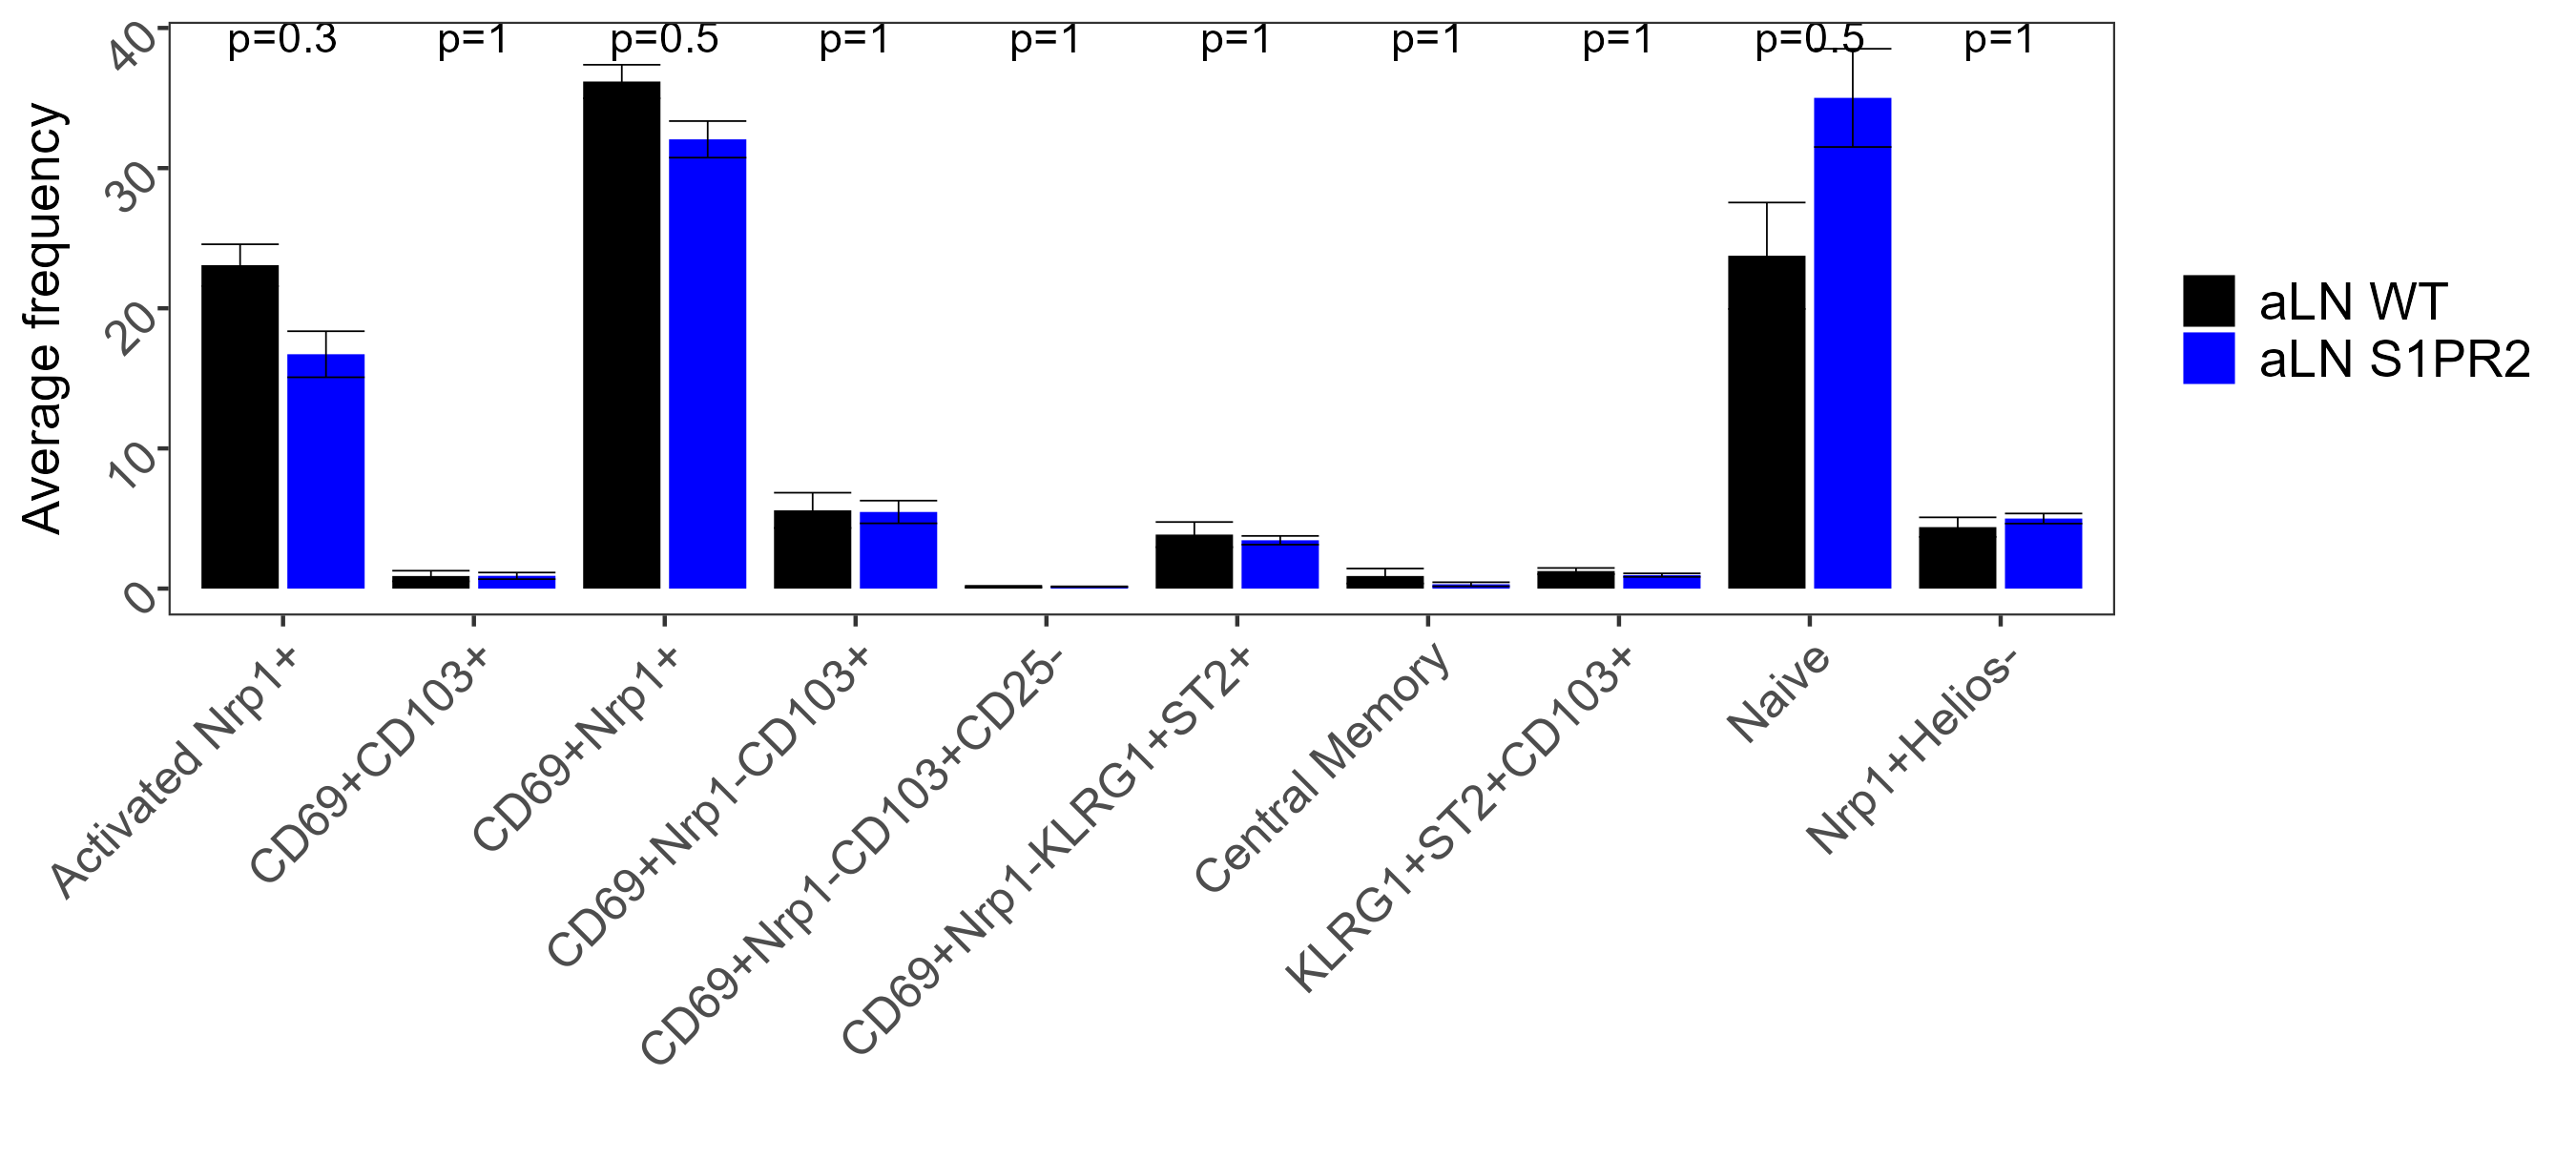 p=0.3 p=1 p=0.5 p=1 p=1 p=1 p=1 p=1 p=0.5 p=1
Average frequency
40
30
20
10
0
Activated Nrp1+
CD69+CD103+
CD69+Nrp1+
CD69+Nrp1-CD103+
CD69+Nrp1-CD103+CD25-
CD69+Nrp1-KLRG1+ST2+
Central Memory
KLRG1+ST2+CD103+
Naive
Nrp1+Helios-
aLN WT
aLN S1PR2